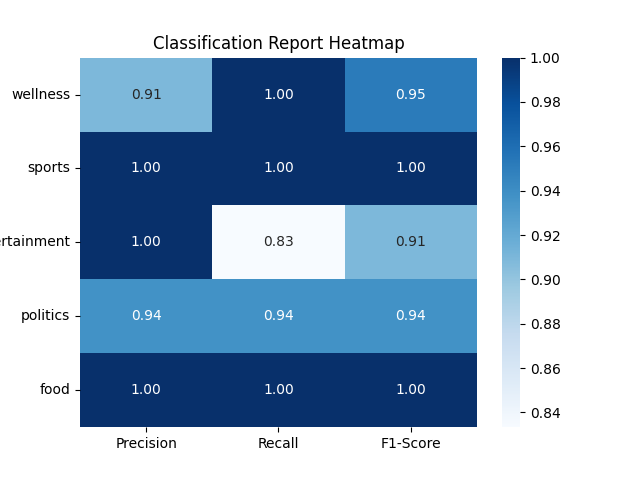 Classification Report Heatmap
wellness 0.91 1.00 0.95
sports 1.00 1.00 1.00
ertainment 1.00 0.83 0.91
politics 0.94 0.94 0.94
food 1.00 1.00 1.00
Precision Recall F1-Score
1.00
0.98
0.96
0.94
0.92
0.90
0.88
0.86
0.84